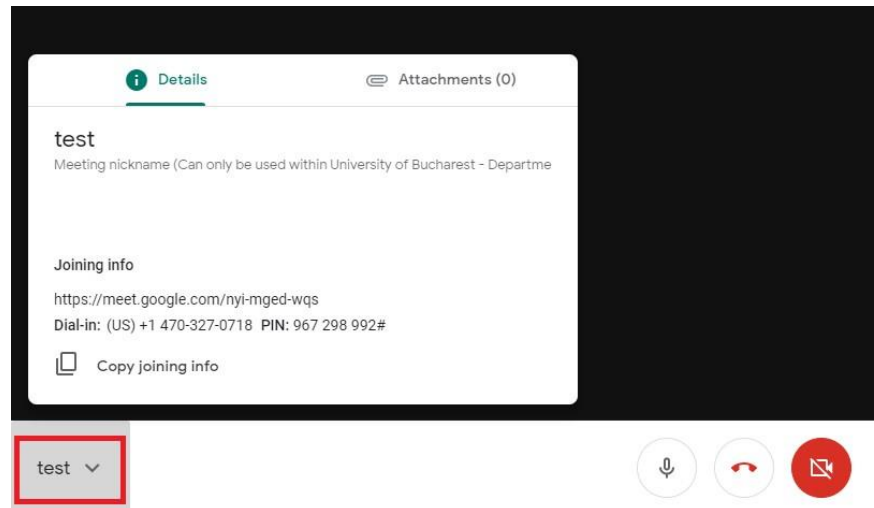 Details
Attachments (0)
test
Meeting nickname (Can only be used within University of Bucharest - Departme
Joining info
https://meet.google.com/nyi-mged-wqs
Dial-in: (US) +1 470-327-0718 PIN: 967 298 992#
Copy joining info
test